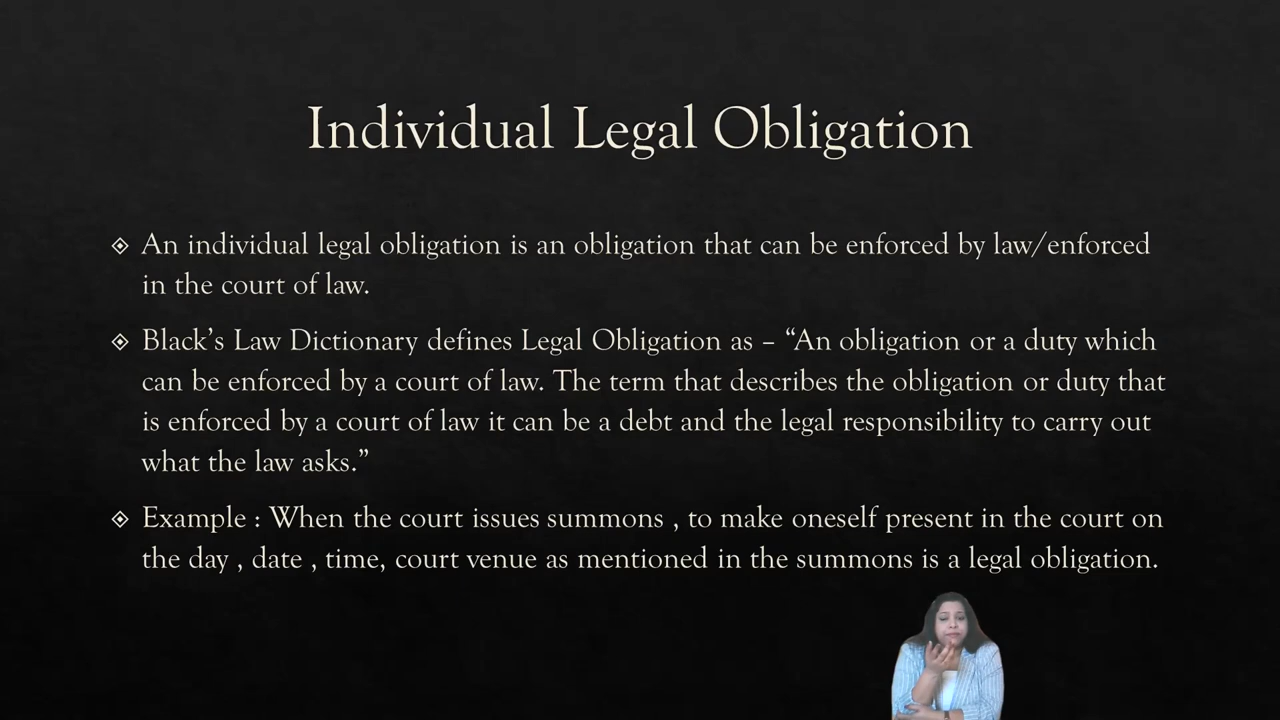 Individual Legal Obligation
An individual legal obligation is an obligation that can be enforced by law/enforced
in the court of law.
Black’s Law Dictionary defines Legal Obligation as – “An obligation or a duty which
can be enforced by a court of law. The term that describes the obligation or duty that
is enforced by a court of law it can be a debt and the legal responsibility to carry out
what the law asks.”
Example : When the court issues summons , to make oneself present in the court on
the day , date , time, court venue as mentioned in the summons is a legal obligation.